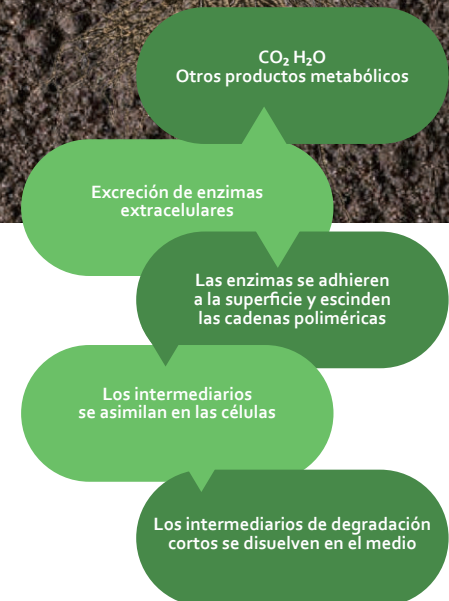 CO₂ H₂O
Otros productos metabólicos
Excreción de enzimas
extracelulares
Las enzimas se adhieren
a la superficie y escinden
las cadenas poliméricas
Los intermediarios
se asimilan en las células
Los intermediarios de degradación
cortos se disuelven en el medio